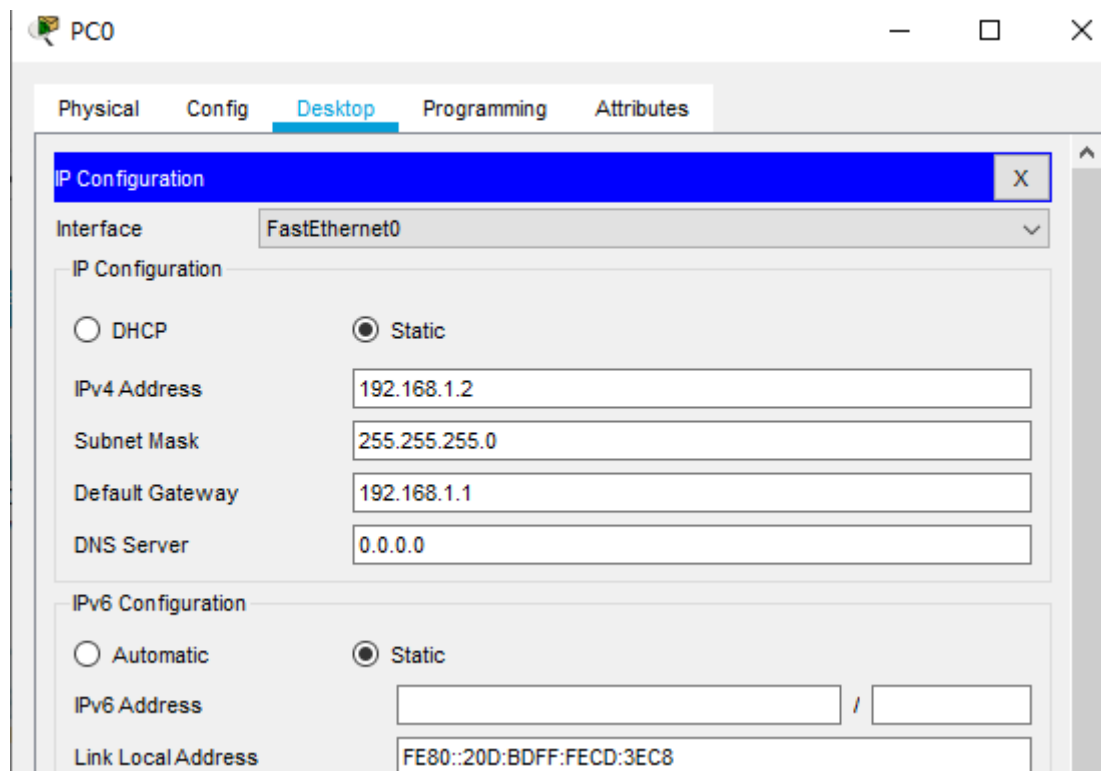 PC0
Physical Config Desktop Programming Attributes
IP Configuration X
Interface FastEthernet0
IP Configuration
DHCP Static
IPv4 Address 192.168.1.2
Subnet Mask 255.255.255.0
Default Gateway 192.168.1.1
DNS Server 0.0.0.0
IPv6 Configuration
Automatic Static
IPv6 Address /
Link Local Address FE80::20D:BDFF:FECD:3EC8